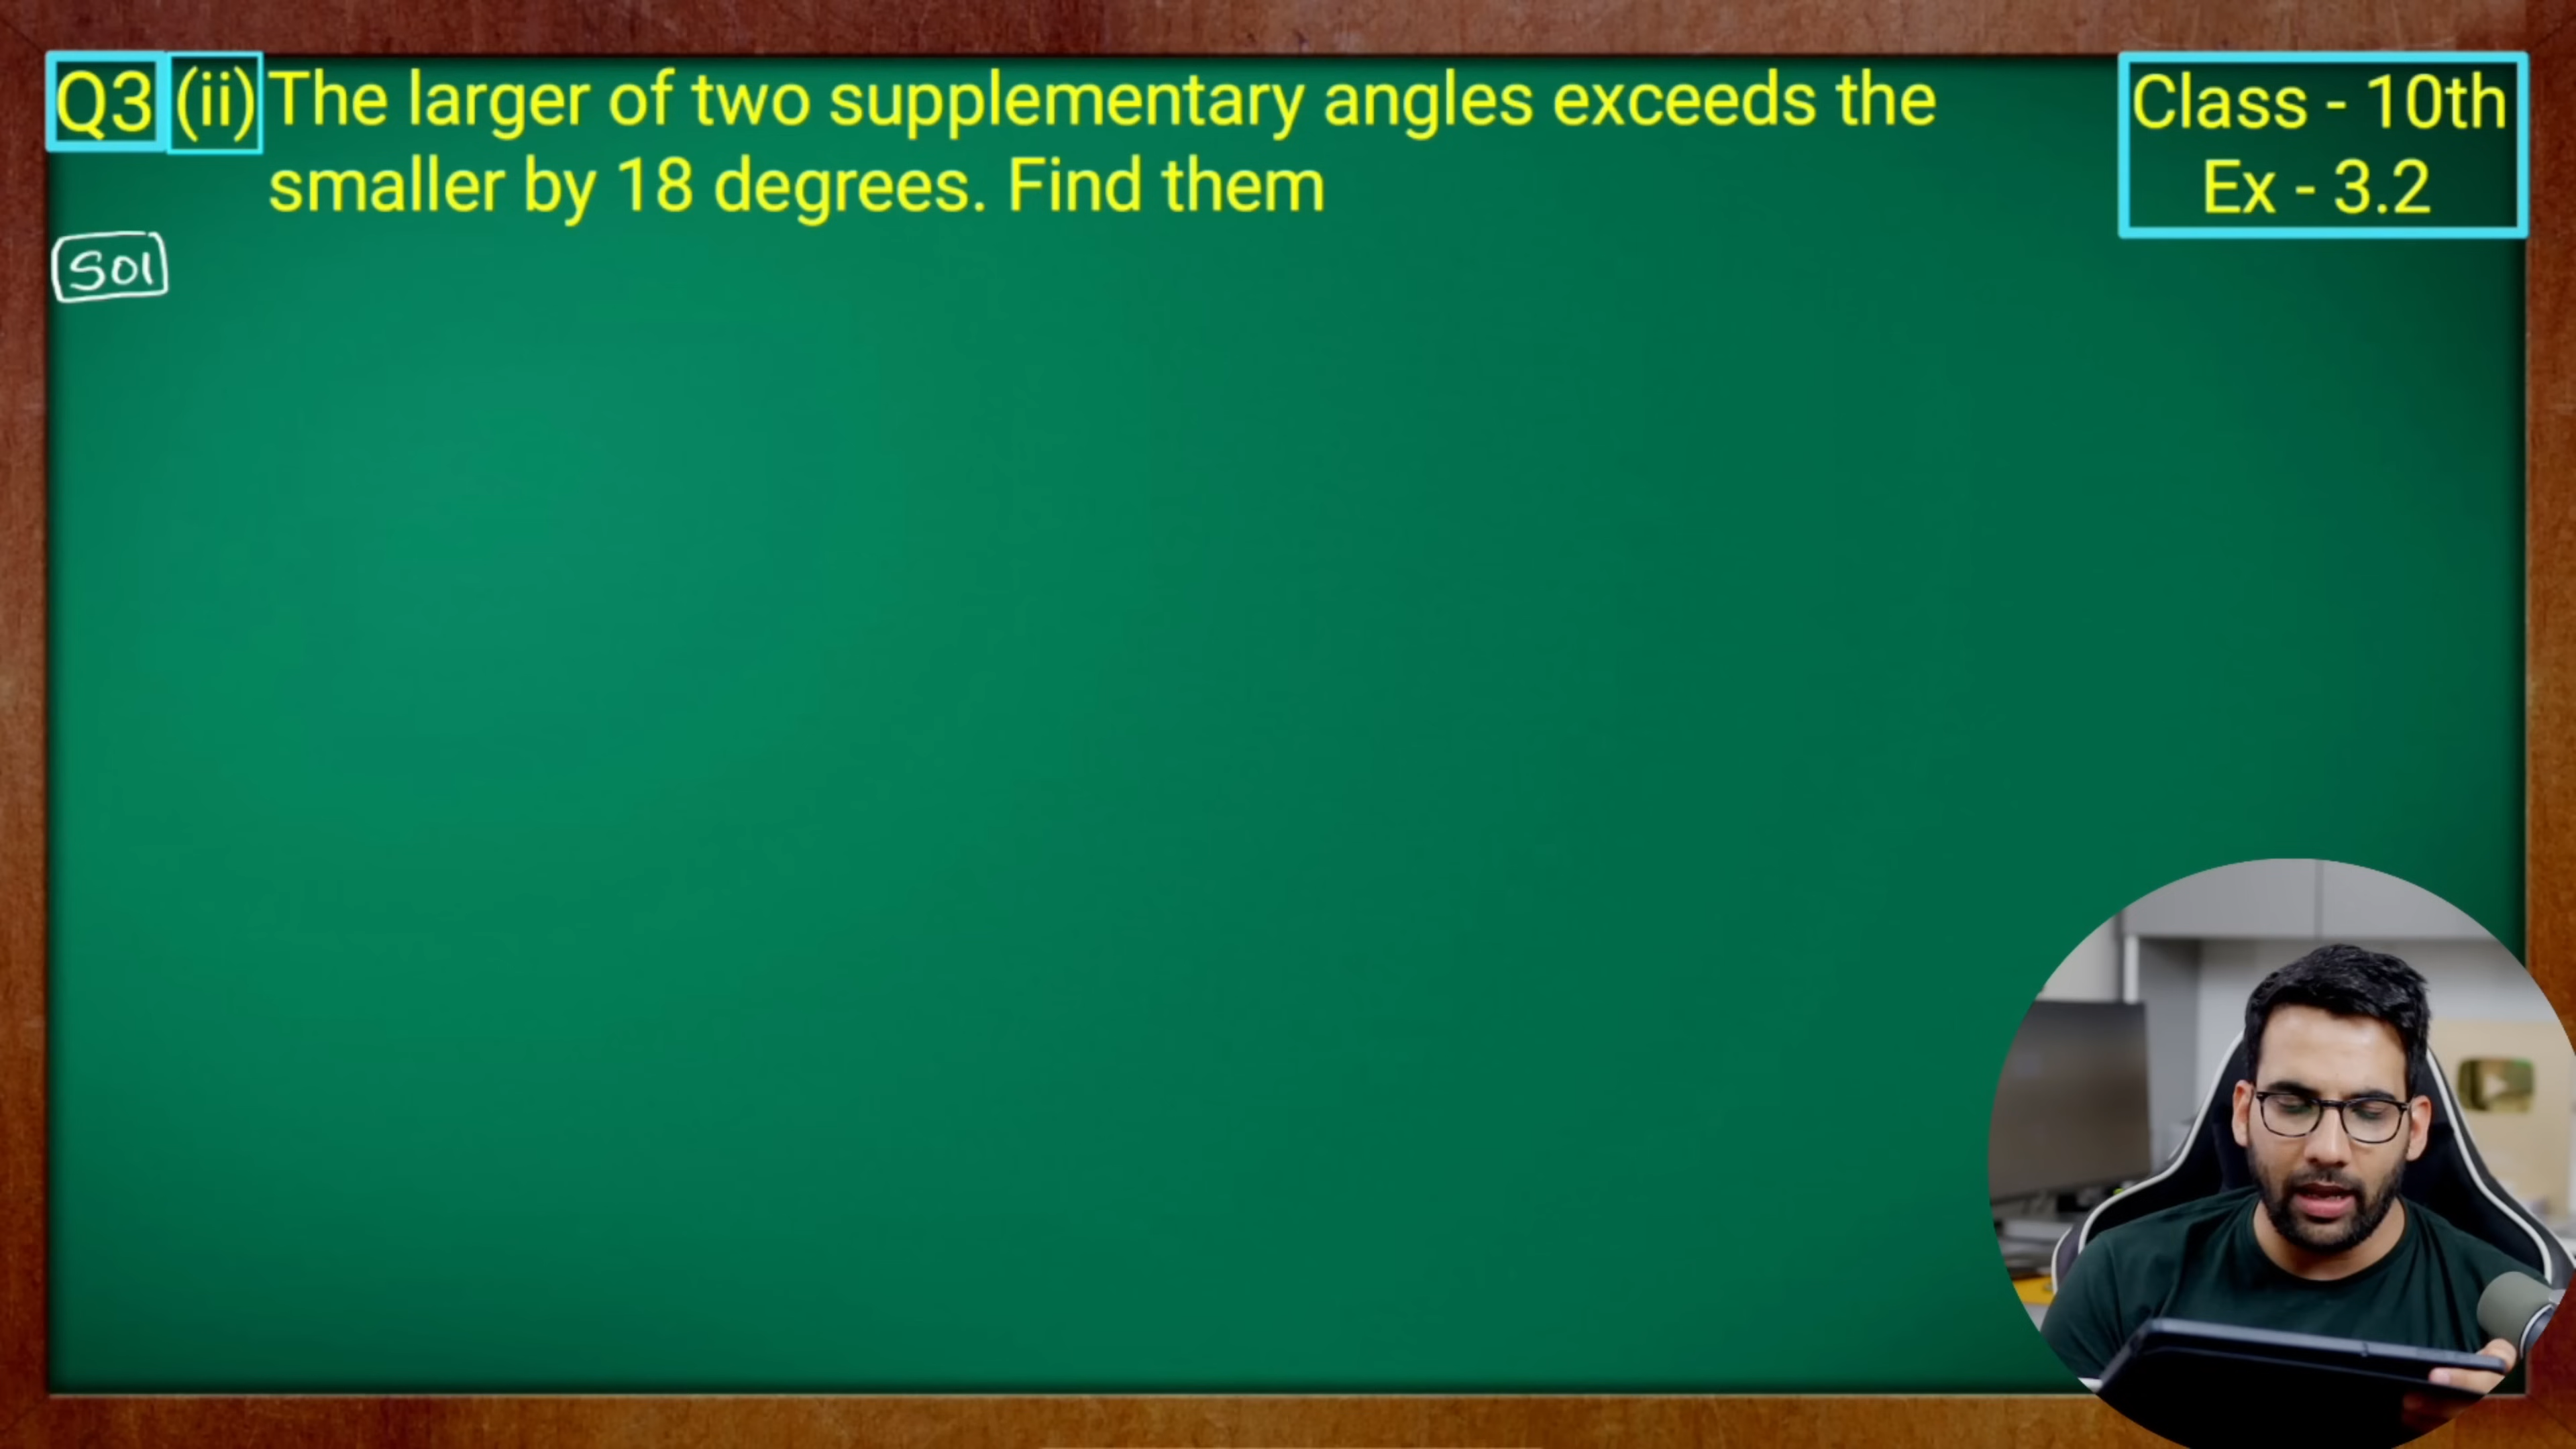 Q3 (ii) The larger of two supplementary angles exceeds the
smaller by 18 degrees. Find them
Class - 10th
Ex - 3.2
Sol